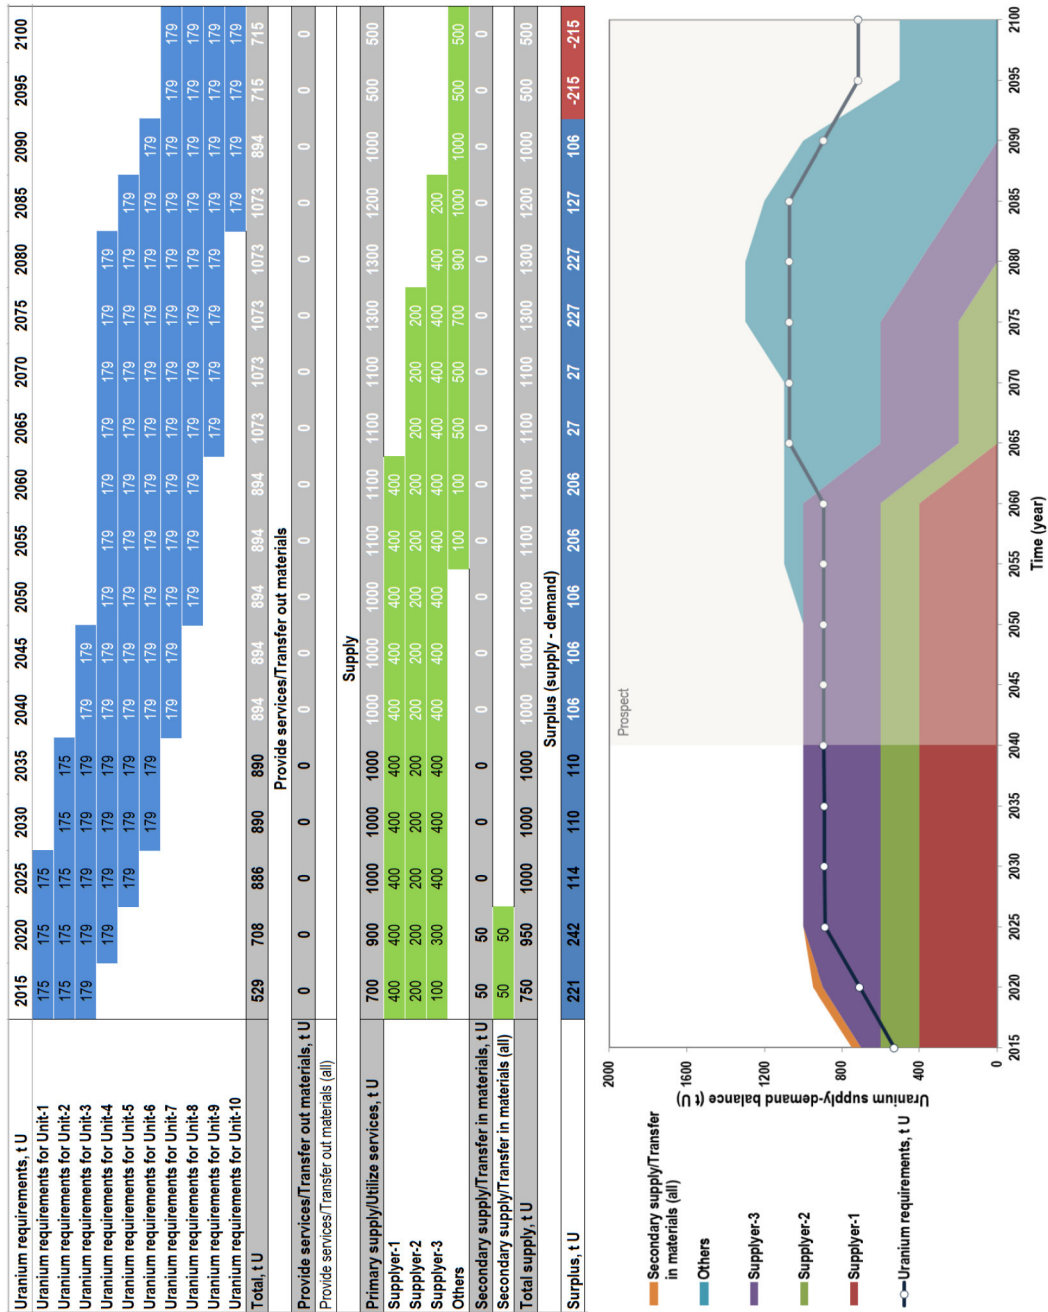 Uranium requirements, t U 2015 2020 2025 2030 2035 2040 2045 2050 2055 2060 2065 2070 2075 2080 2085 2090 2095 2100
Uranium requirements for Unit-1 175 175 175
Uranium requirements for Unit-2 175 175 175 175 175
Uranium requirements for Unit-3 179 179 179 179 179 179 179
Uranium requirements for Unit-4 179 179 179 179 179 179 179 179 179 179 179 179 179
Uranium requirements for Unit-5 179 179 179 179 179 179 179 179 179 179 179 179 179
Uranium requirements for Unit-6 179 179 179 179 179 179 179 179 179 179 179 179 179
Uranium requirements for Unit-7 179 179 179 179 179 179 179 179 179 179 179 179 179
Uranium requirements for Unit-8 179 179 179 179 179 179 179 179 179 179 179
Uranium requirements for Unit-9 179 179 179 179 179 179 179 179
Uranium requirements for Unit-10 179 179 179 179
Total, t U 529 708 886 890 890 894 894 894 894 894 1073 1073 1073 1073 1073 894 715 715
Provide services/Transfer out materials
Provide services/Transfer out materials, t U 0 0 0 0 0 0 0 0 0 0 0 0 0 0 0 0 0 0
Provide services/Transfer out materials (all)
Supply
Primary supply/Utilize services, t U 700 900 1000 1000 1000 1000 1000 1000 1100 1100 1100 1100 1300 1300 1200 1000 500 500
Supplyer-1 400 400 400 400 400 400 400 400 400 400
Supplyer-2 200 200 200 200 200 200 200 200 200 200 200 200 200
Supplyer-3 100 300 400 400 400 400 400 400 400 400 400 400 400 400 200
Others 100 100 500 500 700 900 1000 1000 500 500
Secondary supply/Transfer in materials, t U 50 50 0 0 0 0 0 0 0 0 0 0 0 0 0 0 0 0
Secondary supply/Transfer in materials (all) 50 50
Total supply, t U 750 950 1000 1000 1000 1000 1000 1000 1100 1100 1100 1100 1300 1300 1200 1000 500 500
Surplus (supply - demand)
Surplus, t U 221 242 114 110 110 106 106 106 206 206 27 27 227 227 127 106 -215 -215
Secondary supply/Transfer
in materials (all)
Others
Supplyer-3
Supplyer-2
Supplyer-1
Uranium requirements, t U
Uranium supply-demand balance (t U)
2000
1600
1200
800
400
0
Prospect
2015 2020 2025 2030 2035 2040 2045 2050 2055 2060 2065 2070 2075 2080 2085 2090 2095 2100
Time (year)